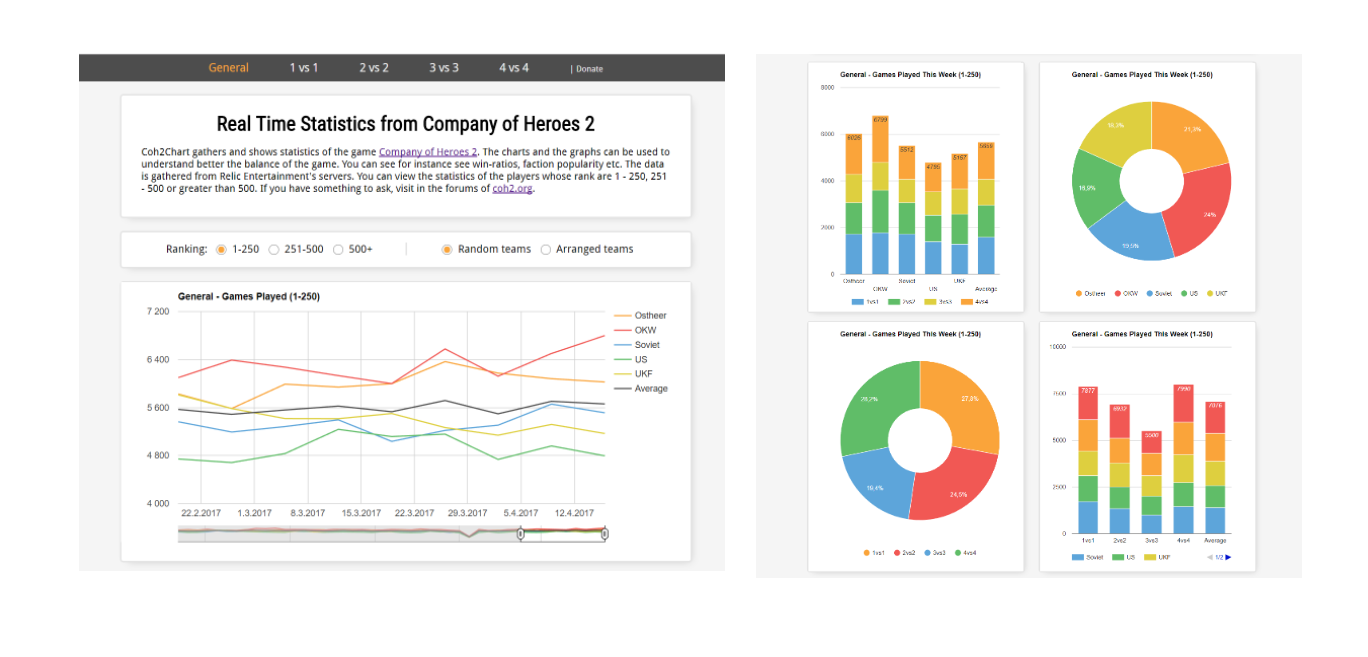 General 1 vs 1 2 vs 2 3 vs 3 4 vs 4 | Donate
Real Time Statistics from Company of Heroes 2
Coh2Chart gathers and shows statistics of the game Company of Heroes 2. The charts and the graphs can be used to
understand better the balance of the game. You can see for instance see win-ratios, faction popularity etc. The data
is gathered from Relic Entertainment's servers. You can view the statistics of the players whose rank are 1 - 250, 251
- 500 or greater than 500. If you have something to ask, visit in the forums of coh2.org.
Ranking: 1-250 251-500 500+ | Random teams Arranged teams
General - Games Played (1-250)
7 200
6 400
5 600
4 800
4 000
22.2.2017 1.3.2017 8.3.2017 15.3.2017 22.3.2017 29.3.2017 5.4.2017 12.4.2017
Ostheer
OKW
Soviet
US
UKF
Average
General - Games Played This Week (1-250)
8000
6000
4000
2000
0
6026 6799 5512 4795 5167 5659
Ostheer OKW Soviet US UKF Average
1vs1 2vs2 3vs3 4vs4
General - Games Played This Week (1-250)
21,3%
24%
19,5%
16,9%
18,3%
Ostheer OKW Soviet US UKF
General - Games Played This Week (1-250)
27,8%
24,5%
19,4%
28,2%
1vs1 2vs2 3vs3 4vs4
General - Games Played This Week (1-250)
10000
7500
5000
2500
0
7877 6932 7990 7076
1vs1 2vs2 3vs3 4vs4 Average
Soviet US UKF 1/2